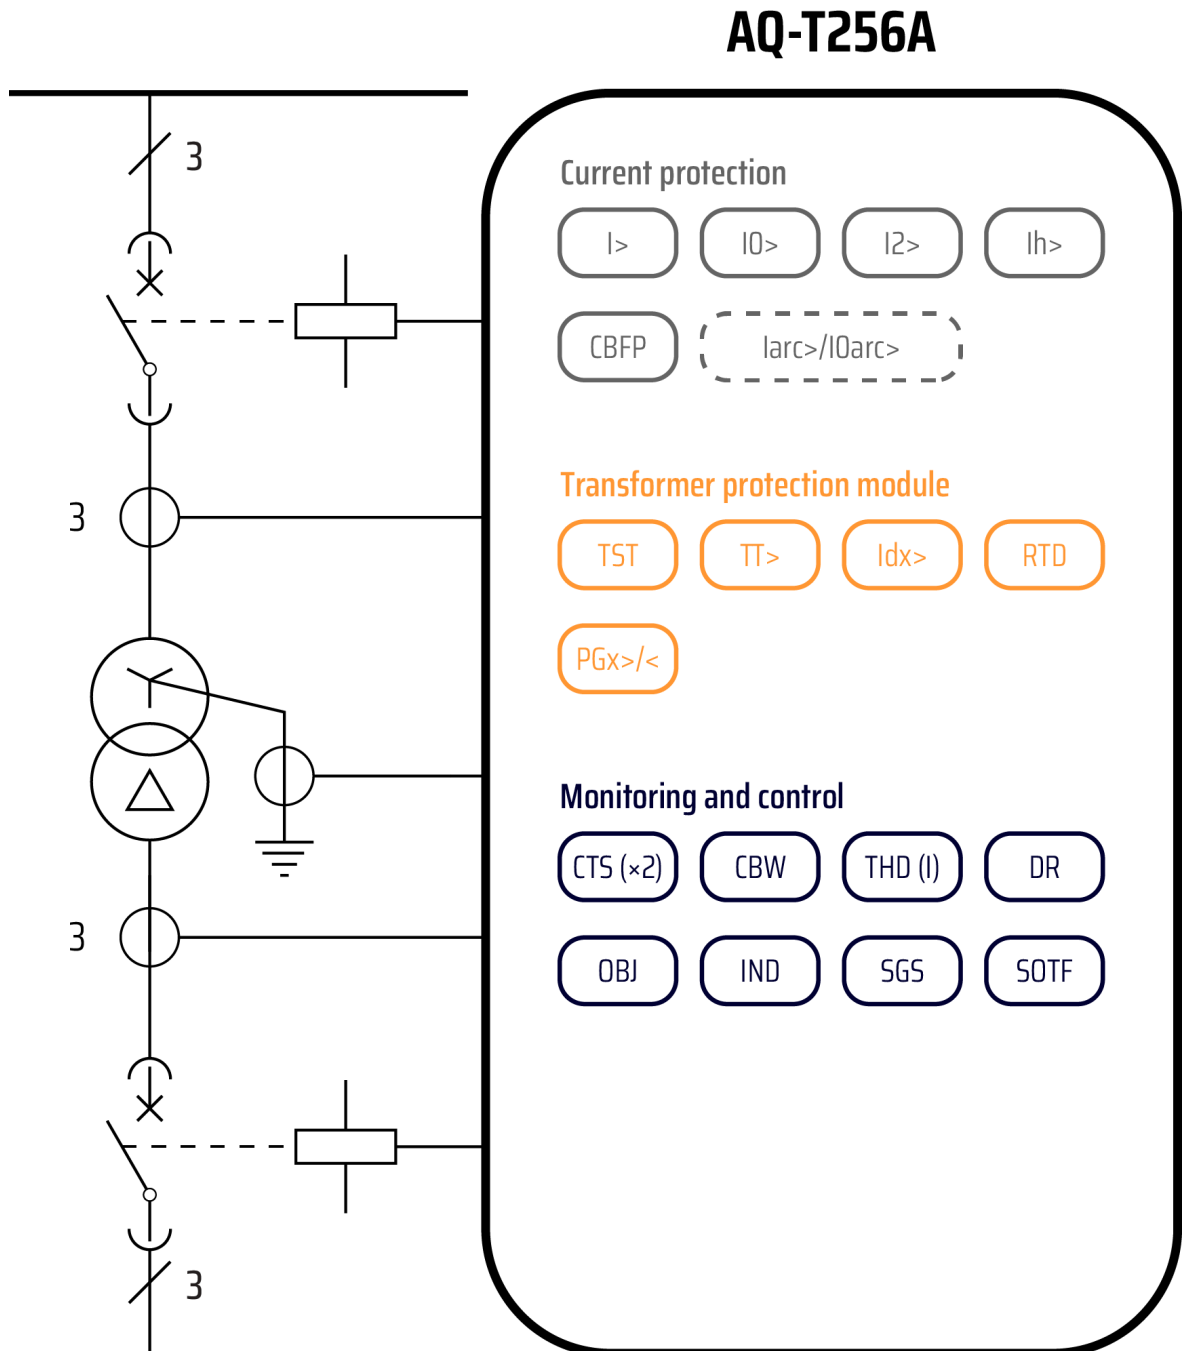 AQ-T256A
3
Current protection
I> I0> I2> Ih>
CBFP Iarc>/I0arc>
3
Transformer protection module
TST TT> Idx> RTD
PGx>/<
Monitoring and control
CTS (×2) CBW THD (I) DR
3
OBJ IND SGS SOTF
3